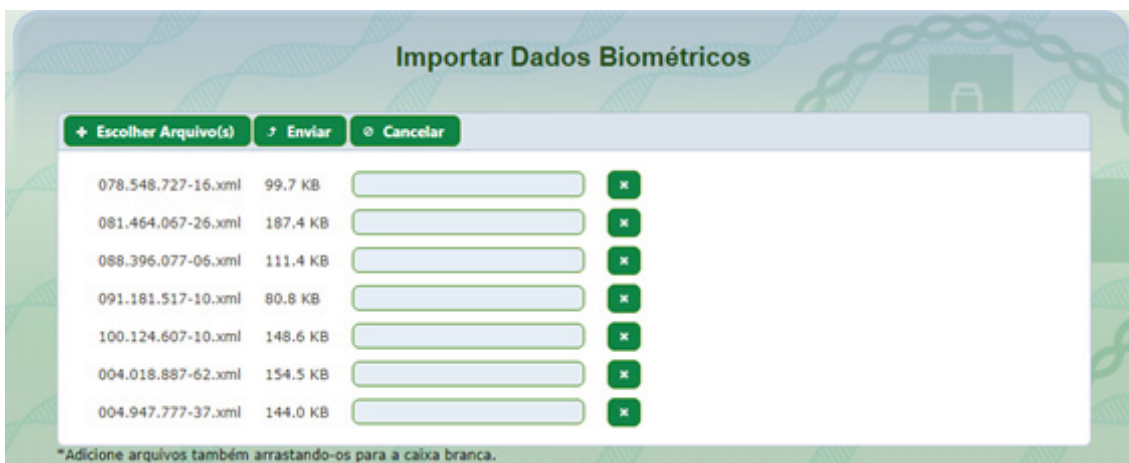 Importar Dados Biométricos
Escolher Arquivo(s) Enviar Cancelar
078.548.727-16.xml 99.7 KB
081.464.067-26.xml 187.4 KB
088.396.077-06.xml 111.4 KB
091.181.517-10.xml 80.8 KB
100.124.607-10.xml 148.6 KB
004.018.887-62.xml 154.5 KB
004.947.777-37.xml 144.0 KB
*Adicione arquivos também arrastando-os para a caixa branca.